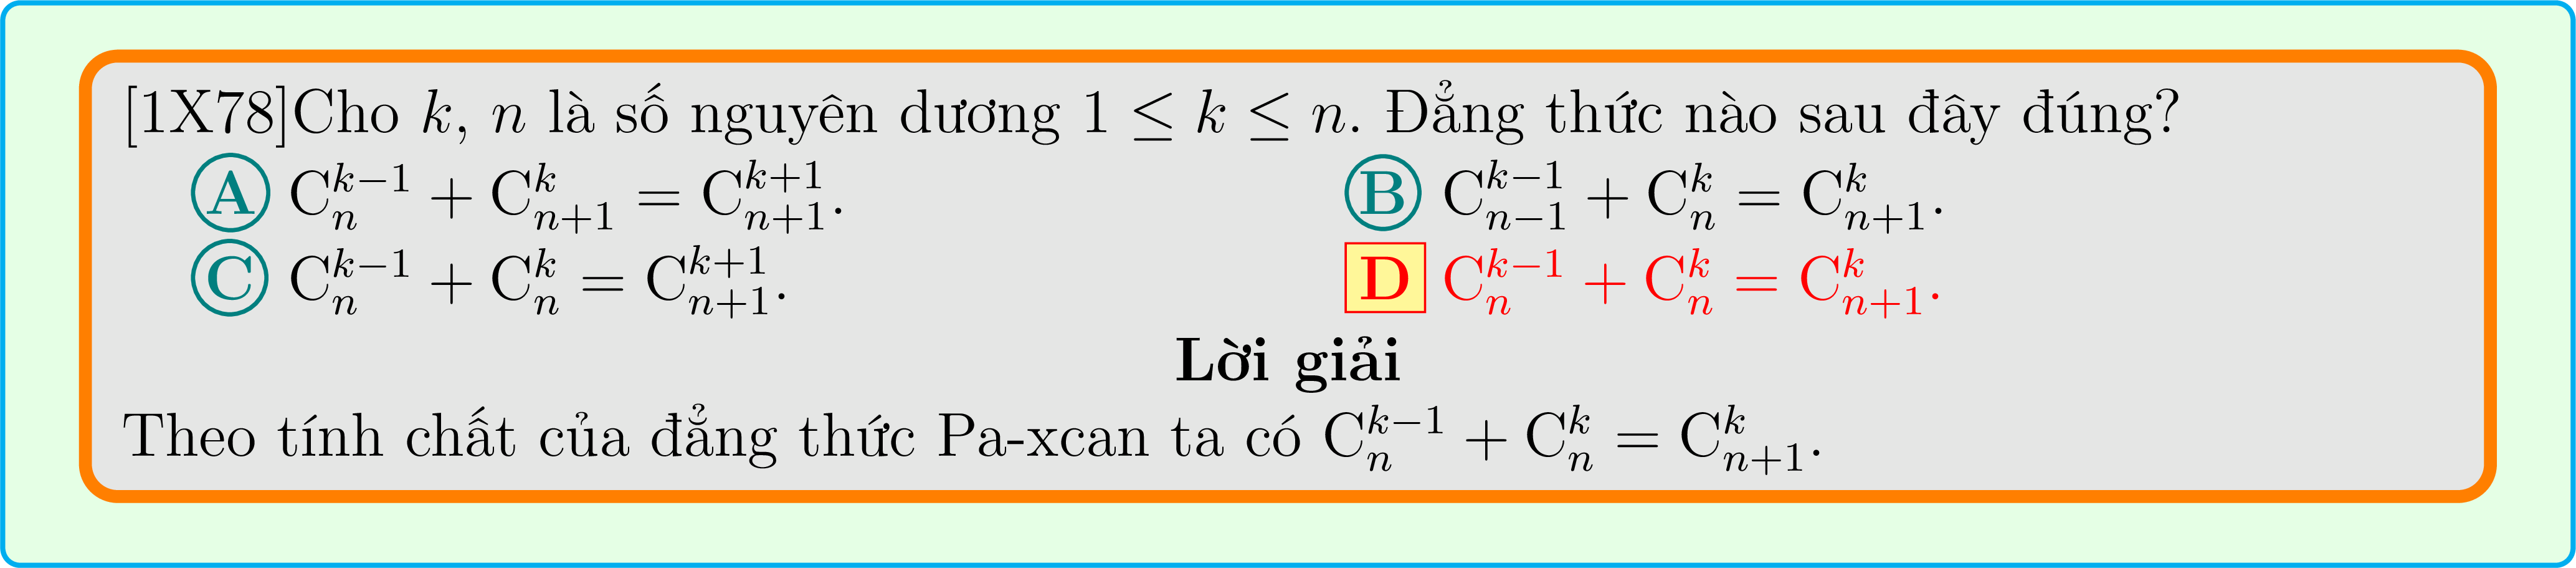 [1X78]Cho k, n là số nguyên dương 1 ≤ k ≤ n. Đẳng thức nào sau đây đúng?
A C_n^{k−1} + C_{n+1}^k = C_{n+1}^{k+1}. B C_{n−1}^{k−1} + C_n^k = C_{n+1}^k.
C C_n^{k−1} + C_n^k = C_{n+1}^{k+1}. D C_n^{k−1} + C_n^k = C_{n+1}^k.
Lời giải
Theo tính chất của đẳng thức Pa-xcan ta có C_n^{k−1} + C_n^k = C_{n+1}^k.